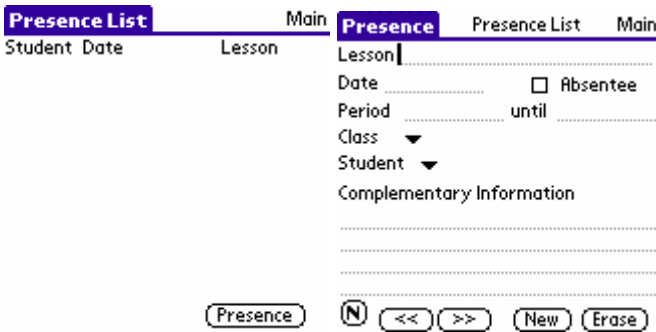 Presence List Main
Student Date Lesson
Presence
Presence Presence List Main
Lesson
Date Absentee
Period until
Class
Student
Complementary Information
N << >> New Erase